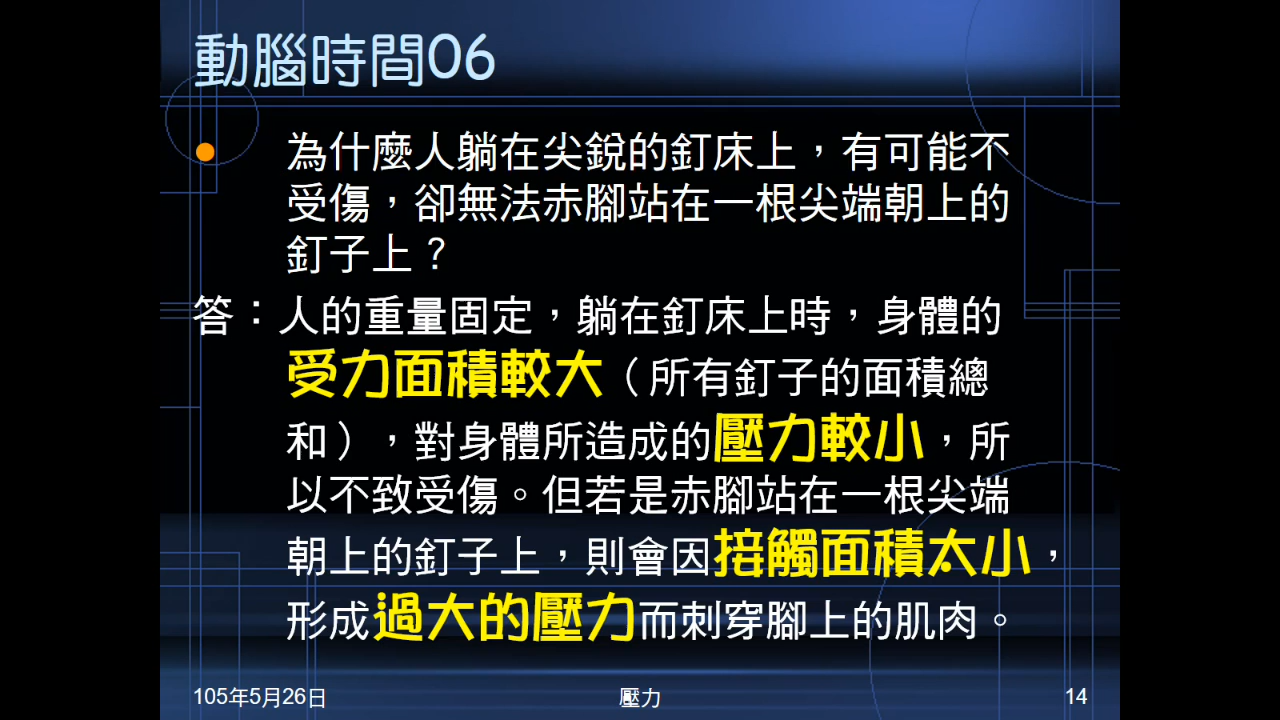 動腦時間06
為什麼人躺在尖銳的釘床上，有可能不
受傷，卻無法赤腳站在一根尖端朝上的
釘子上？
答：人的重量固定，躺在釘床上時，身體的
受力面積較大（所有釘子的面積總
和），對身體所造成的壓力較小，所
以不致受傷。但若是赤腳站在一根尖端
朝上的釘子上，則會因接觸面積太小，
形成過大的壓力而刺穿腳上的肌肉。
105年5月26日
壓力
14